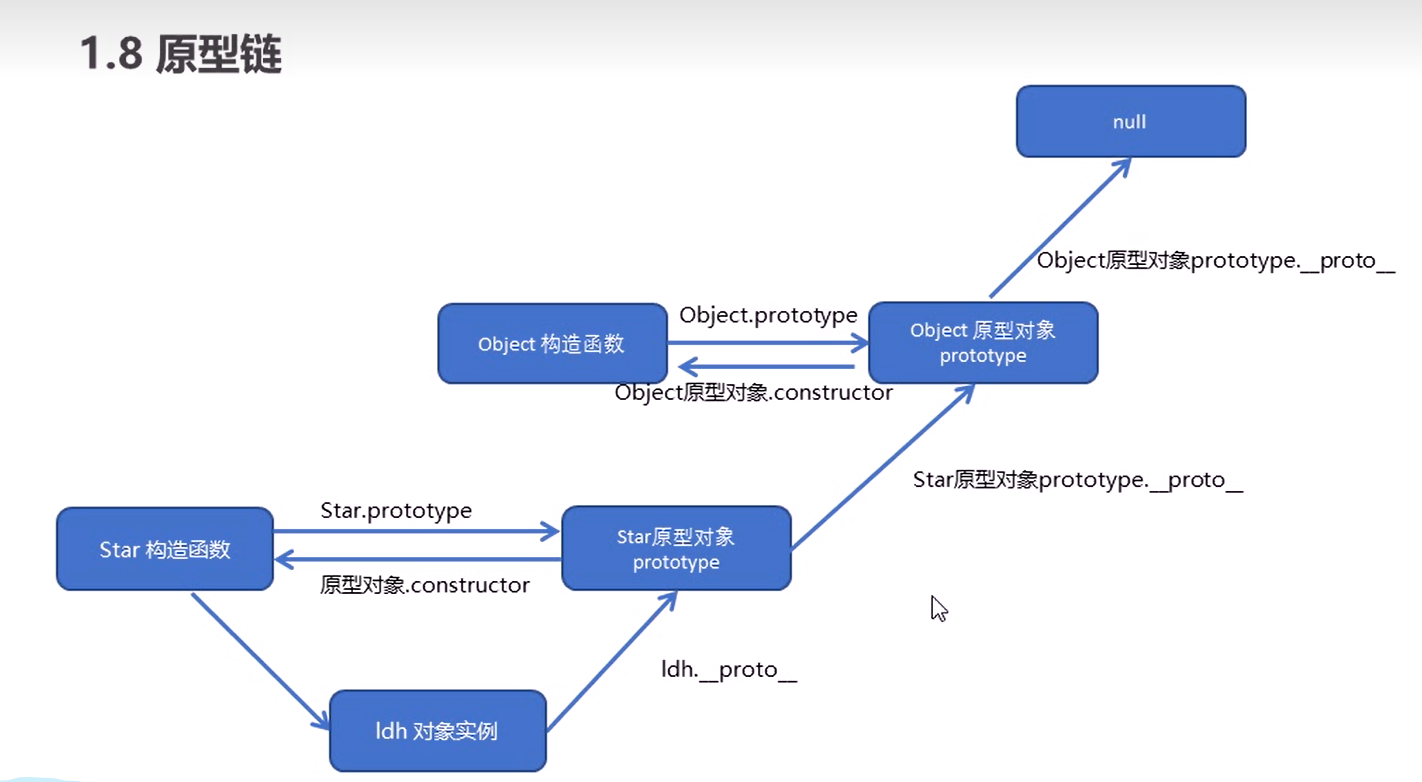 1.8 原型链
null
Object原型对象prototype.__proto__
Object.prototype
Object 构造函数
Object 原型对象
prototype
Object原型对象.constructor
Star原型对象prototype.__proto__
Star.prototype
Star 构造函数
Star原型对象
prototype
原型对象.constructor
ldh.__proto__
ldh 对象实例